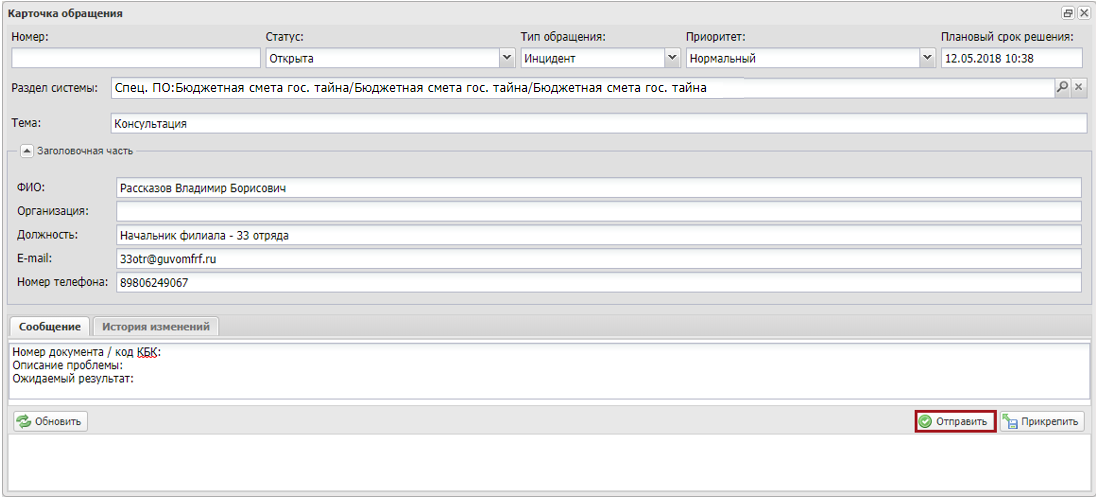 Карточка обращения
Номер: Статус: Тип обращения: Приоритет: Плановый срок решения:
Открыта Инцидент Нормальный 12.05.2018 10:38
Раздел системы: Спец. ПО:Бюджетная смета гос. тайна/Бюджетная смета гос. тайна/Бюджетная смета гос. тайна
Тема: Консультация
Заголовочная часть
ФИО: Рассказов Владимир Борисович
Организация:
Должность: Начальник филиала - 33 отряда
E-mail: 33otr@guvomfrf.ru
Номер телефона: 89806249067
Сообщение История изменений
Номер документа / код КБК:
Описание проблемы:
Ожидаемый результат:
Обновить Отправить Прикрепить